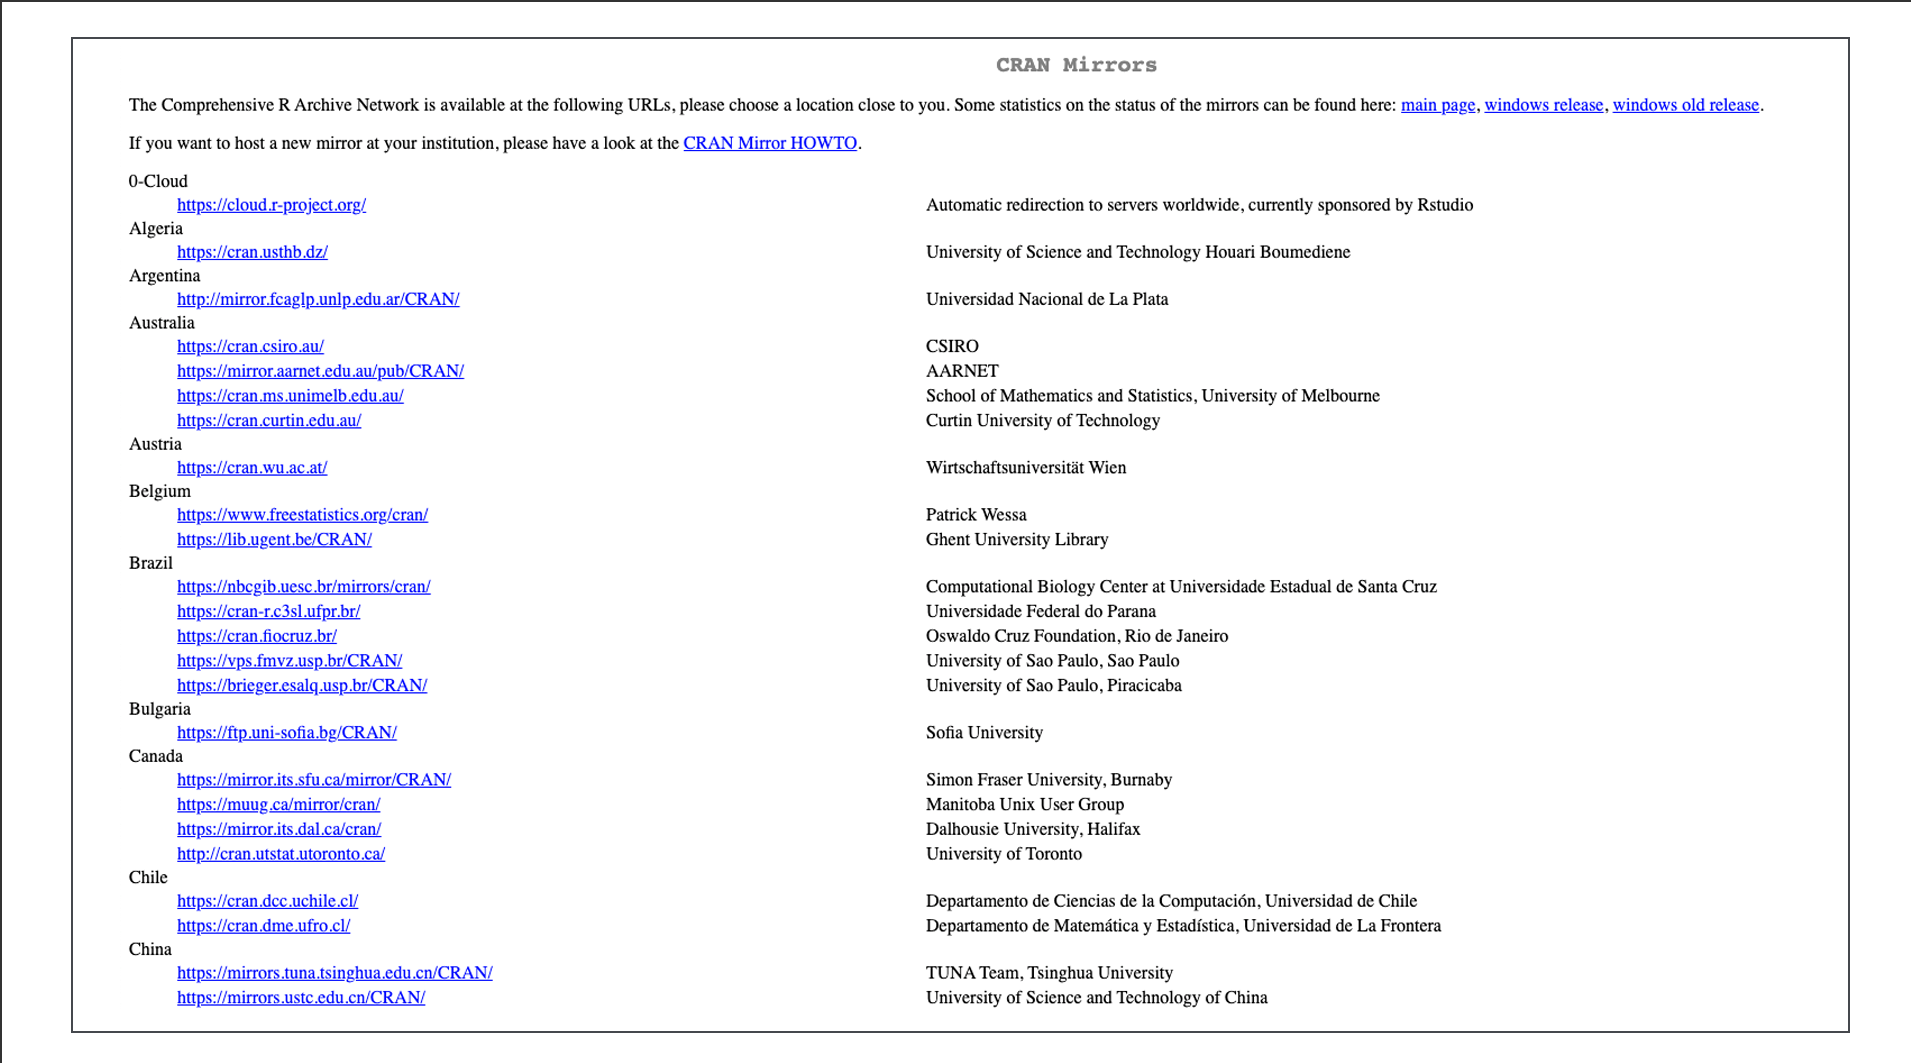 CRAN Mirrors
The Comprehensive R Archive Network is available at the following URLs, please choose a location close to you. Some statistics on the status of the mirrors can be found here: main page, windows release, windows old release.
If you want to host a new mirror at your institution, please have a look at the CRAN Mirror HOWTO.
0-Cloud
https://cloud.r-project.org/ Automatic redirection to servers worldwide, currently sponsored by Rstudio
Algeria
https://cran.usthb.dz/ University of Science and Technology Houari Boumediene
Argentina
http://mirror.fcaglp.unlp.edu.ar/CRAN/ Universidad Nacional de La Plata
Australia
https://cran.csiro.au/ CSIRO
https://mirror.aarnet.edu.au/pub/CRAN/ AARNET
https://cran.ms.unimelb.edu.au/ School of Mathematics and Statistics, University of Melbourne
https://cran.curtin.edu.au/ Curtin University of Technology
Austria
https://cran.wu.ac.at/ Wirtschaftsuniversität Wien
Belgium
https://www.freestatistics.org/cran/ Patrick Wessa
https://lib.ugent.be/CRAN/ Ghent University Library
Brazil
https://nbcgib.uesc.br/mirrors/cran/ Computational Biology Center at Universidade Estadual de Santa Cruz
https://cran-r.c3sl.ufpr.br/ Universidade Federal do Parana
https://cran.fiocruz.br/ Oswaldo Cruz Foundation, Rio de Janeiro
https://vps.fmvz.usp.br/CRAN/ University of Sao Paulo, Sao Paulo
https://brieger.esalq.usp.br/CRAN/ University of Sao Paulo, Piracicaba
Bulgaria
https://ftp.uni-sofia.bg/CRAN/ Sofia University
Canada
https://mirror.its.sfu.ca/mirror/CRAN/ Simon Fraser University, Burnaby
https://muug.ca/mirror/cran/ Manitoba Unix User Group
https://mirror.its.dal.ca/cran/ Dalhousie University, Halifax
http://cran.utstat.utoronto.ca/ University of Toronto
Chile
https://cran.dcc.uchile.cl/ Departamento de Ciencias de la Computación, Universidad de Chile
https://cran.dme.ufro.cl/ Departamento de Matemática y Estadística, Universidad de La Frontera
China
https://mirrors.tuna.tsinghua.edu.cn/CRAN/ TUNA Team, Tsinghua University
https://mirrors.ustc.edu.cn/CRAN/ University of Science and Technology of China